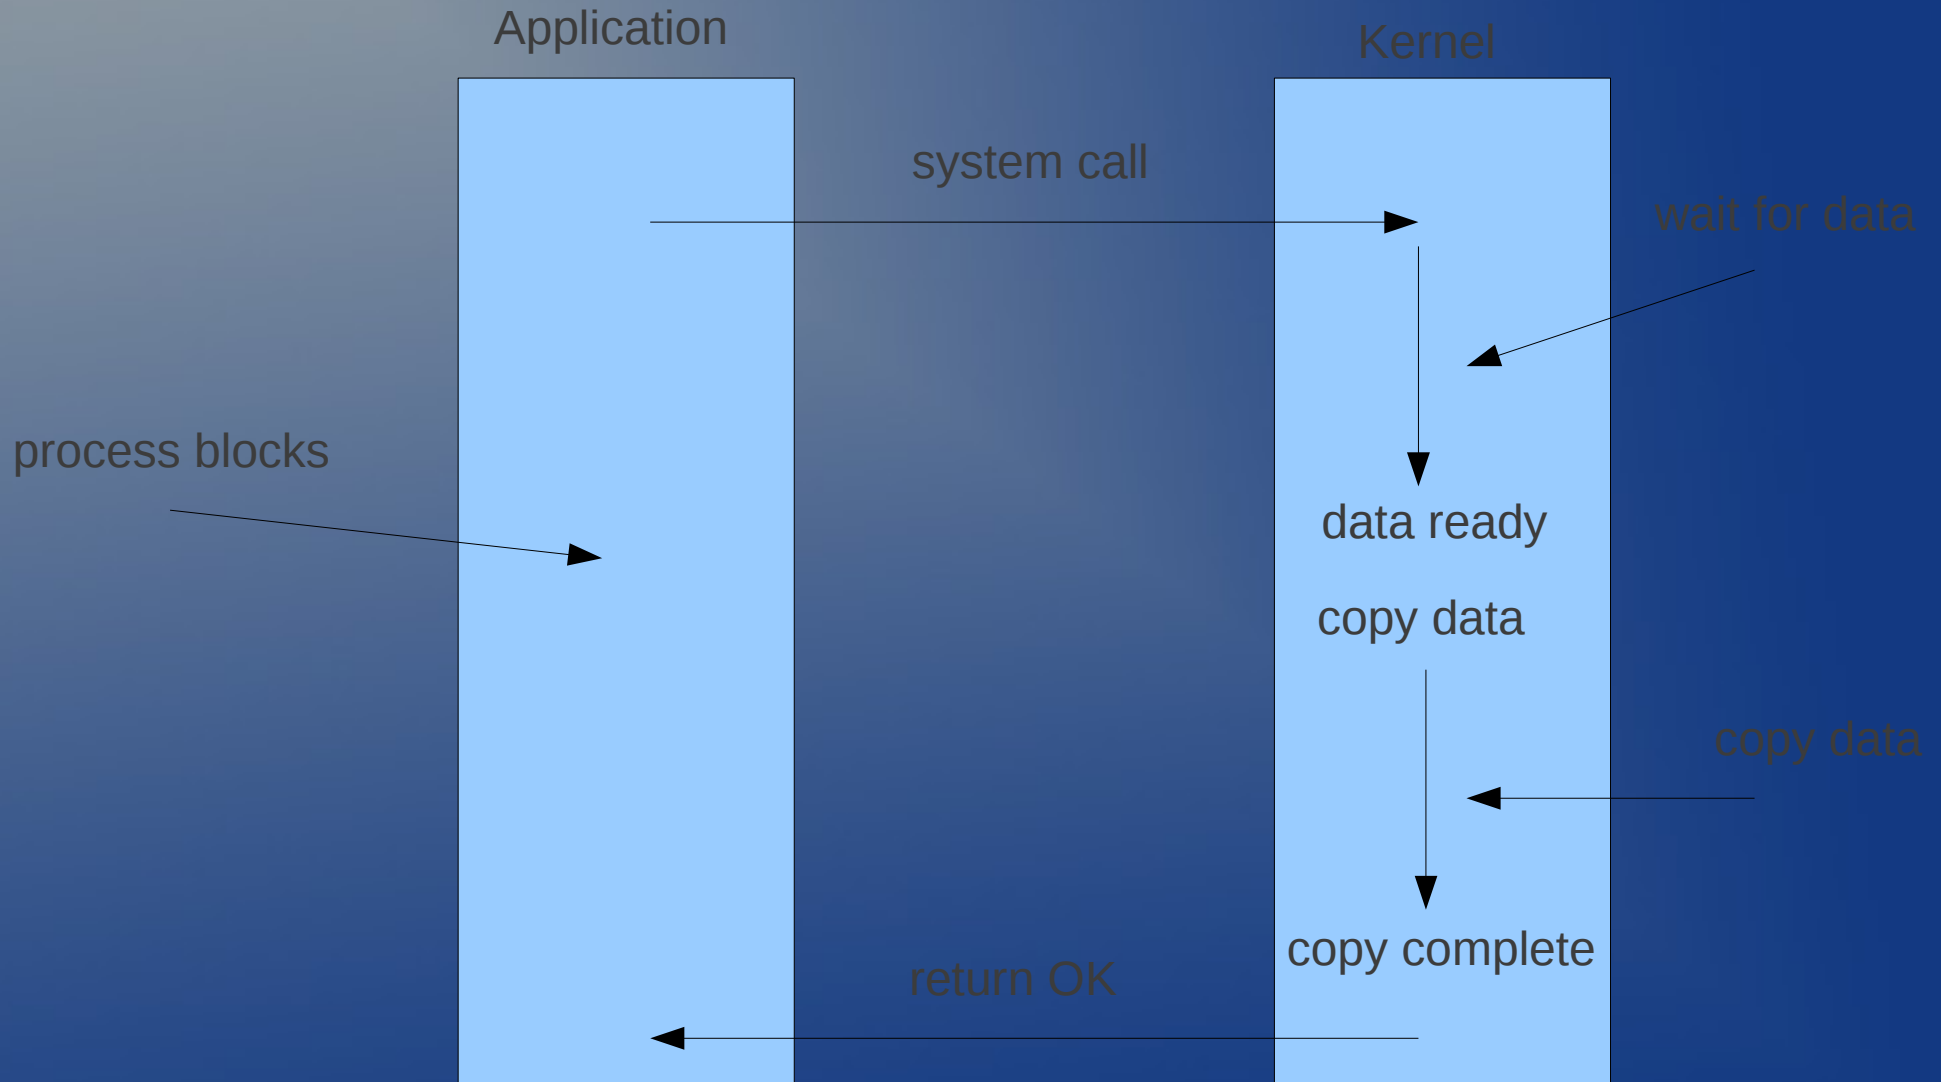 Application
Kernel
system call
wait for data
process blocks
data ready
copy data
copy data
copy complete
return OK